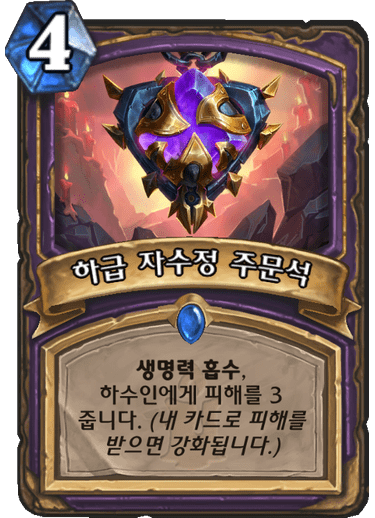 4
하급 자수정 주문석
생명력 흡수,
하수인에게 피해를 3
줍니다. (내 카드로 피해를
받으면 강화됩니다.)